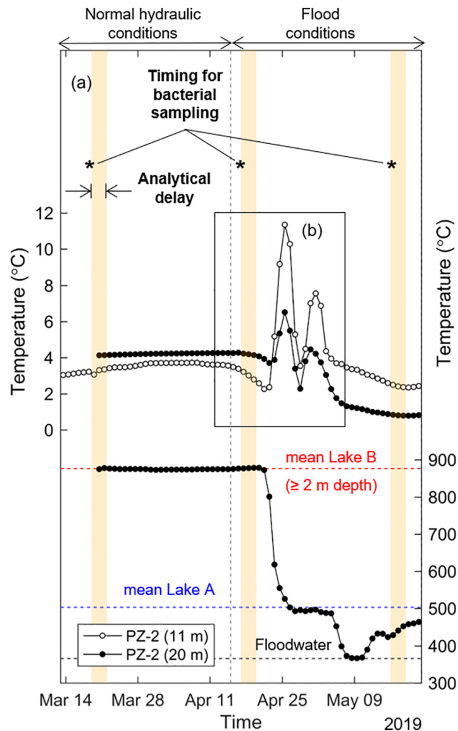 Normal hydraulic
conditions
Flood
conditions
(a)
Timing for
bacterial
sampling
* * *
Analytical
delay
(b)
12
10
8
6
4
2
0
Temperature (°C)
Temperature (°C)
mean Lake B
(≥ 2 m depth)
mean Lake A
Floodwater
PZ-2 (11 m)
PZ-2 (20 m)
900
800
700
600
500
400
300
Mar 14 Mar 28 Apr 11 Apr 25 May 09
Time
2019